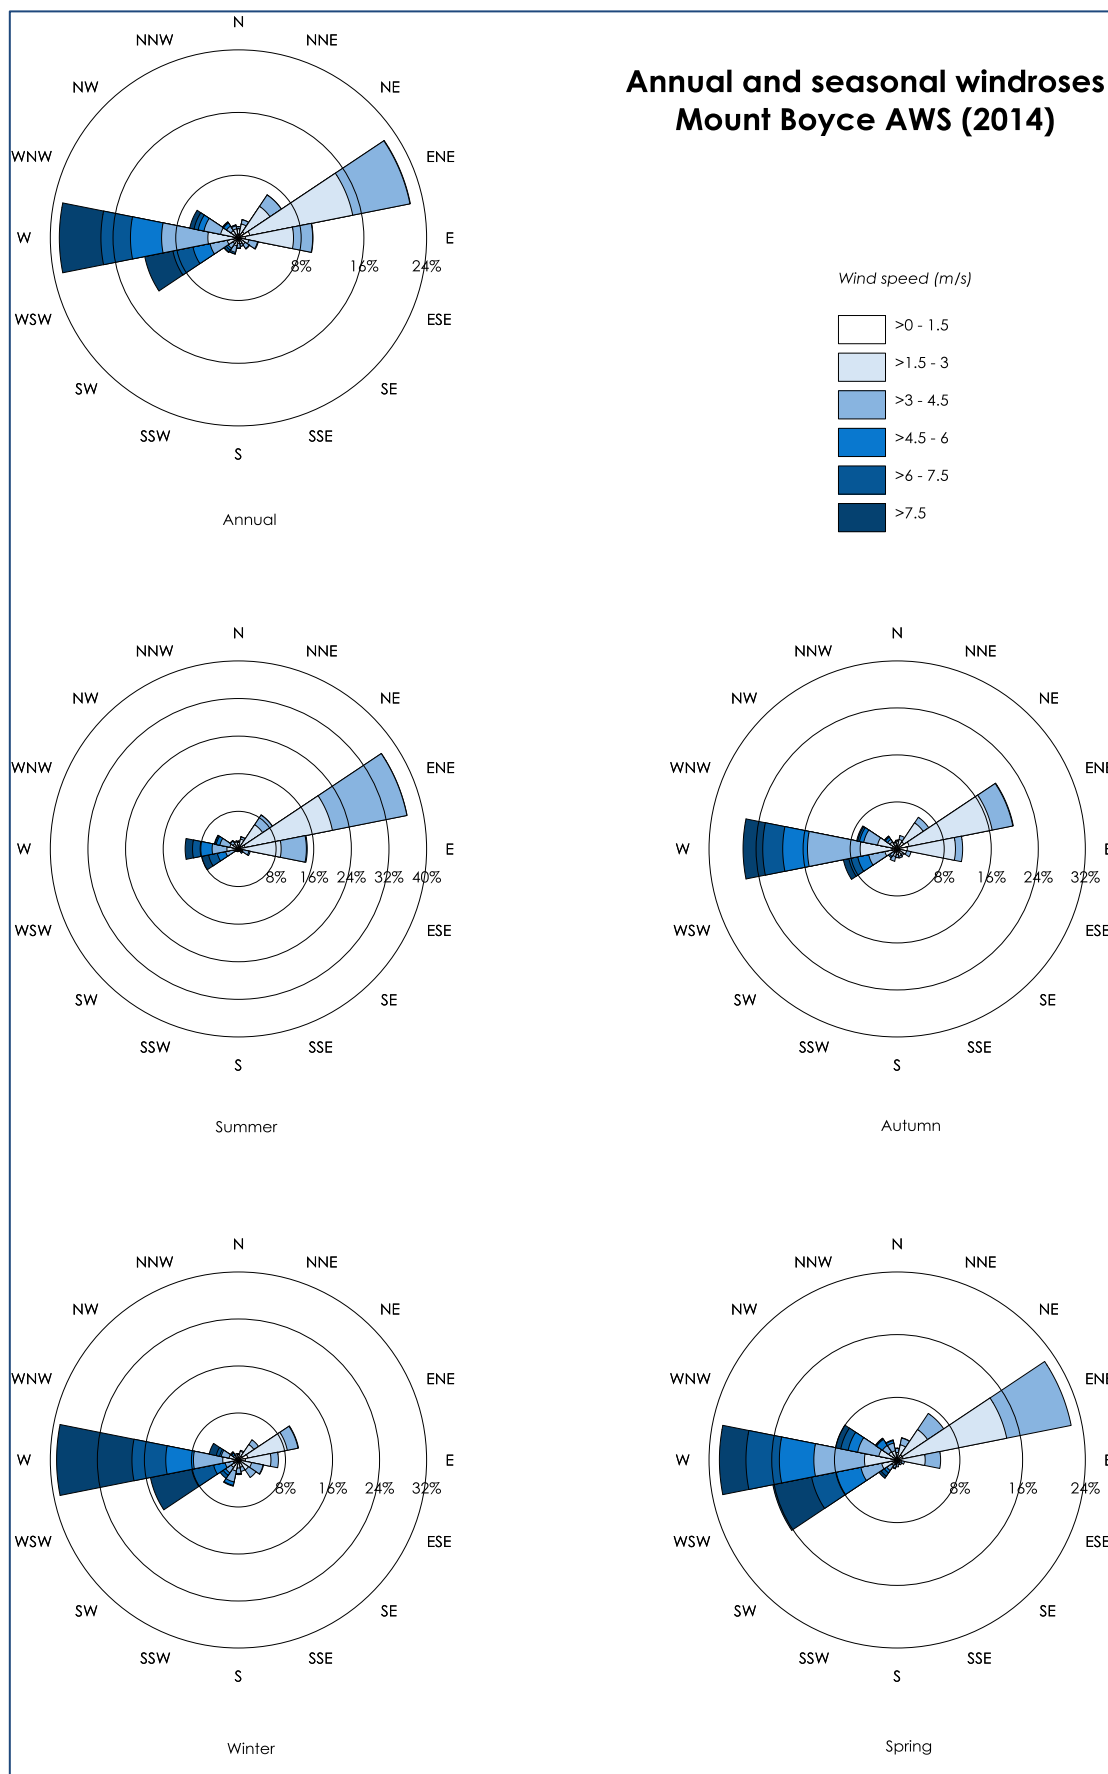 Annual and seasonal windroses
Mount Boyce AWS (2014)
N
NNW
NNE
NW
NE
WNW
ENE
W
E
8%
16%
24%
WSW
ESE
SW
SE
SSW
SSE
S
Annual
Wind speed (m/s)
>0 - 1.5
>1.5 - 3
>3 - 4.5
>4.5 - 6
>6 - 7.5
>7.5
N
NNW
NNE
NW
NE
WNW
ENE
W
E
8%
16%
24%
32%
40%
WSW
ESE
SW
SE
SSW
SSE
S
Summer
N
NNW
NNE
NW
NE
WNW
ENE
W
E
8%
16%
24%
32%
WSW
ESE
SW
SE
SSW
SSE
S
Autumn
N
NNW
NNE
NW
NE
WNW
ENE
W
E
8%
16%
24%
32%
WSW
ESE
SW
SE
SSW
SSE
S
Winter
N
NNW
NNE
NW
NE
WNW
ENE
W
E
8%
16%
24%
WSW
ESE
SW
SE
SSW
SSE
S
Spring